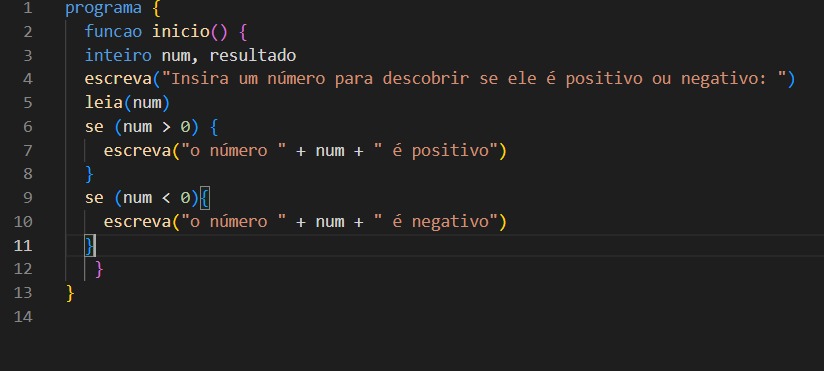 1 programa {
2 funcao inicio() {
3 inteiro num, resultado
4 escreva("Insira um número para descobrir se ele é positivo ou negativo: ")
5 leia(num)
6 se (num > 0) {
7 escreva("o número " + num + " é positivo")
8 }
9 se (num < 0){
10 escreva("o número " + num + " é negativo")
11 }
12 }
13 }
14